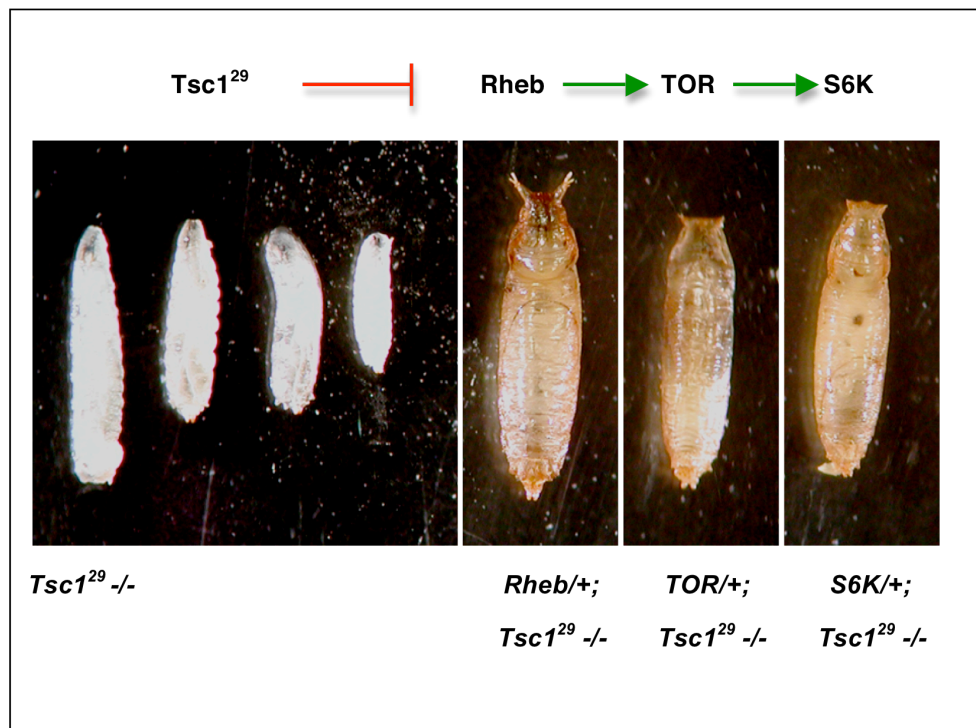 Tsc1²⁹ Rheb TOR S6K
Tsc1²⁹ -/- Rheb/+; TOR/+; S6K/+;
Tsc1²⁹ -/- Tsc1²⁹ -/- Tsc1²⁹ -/-